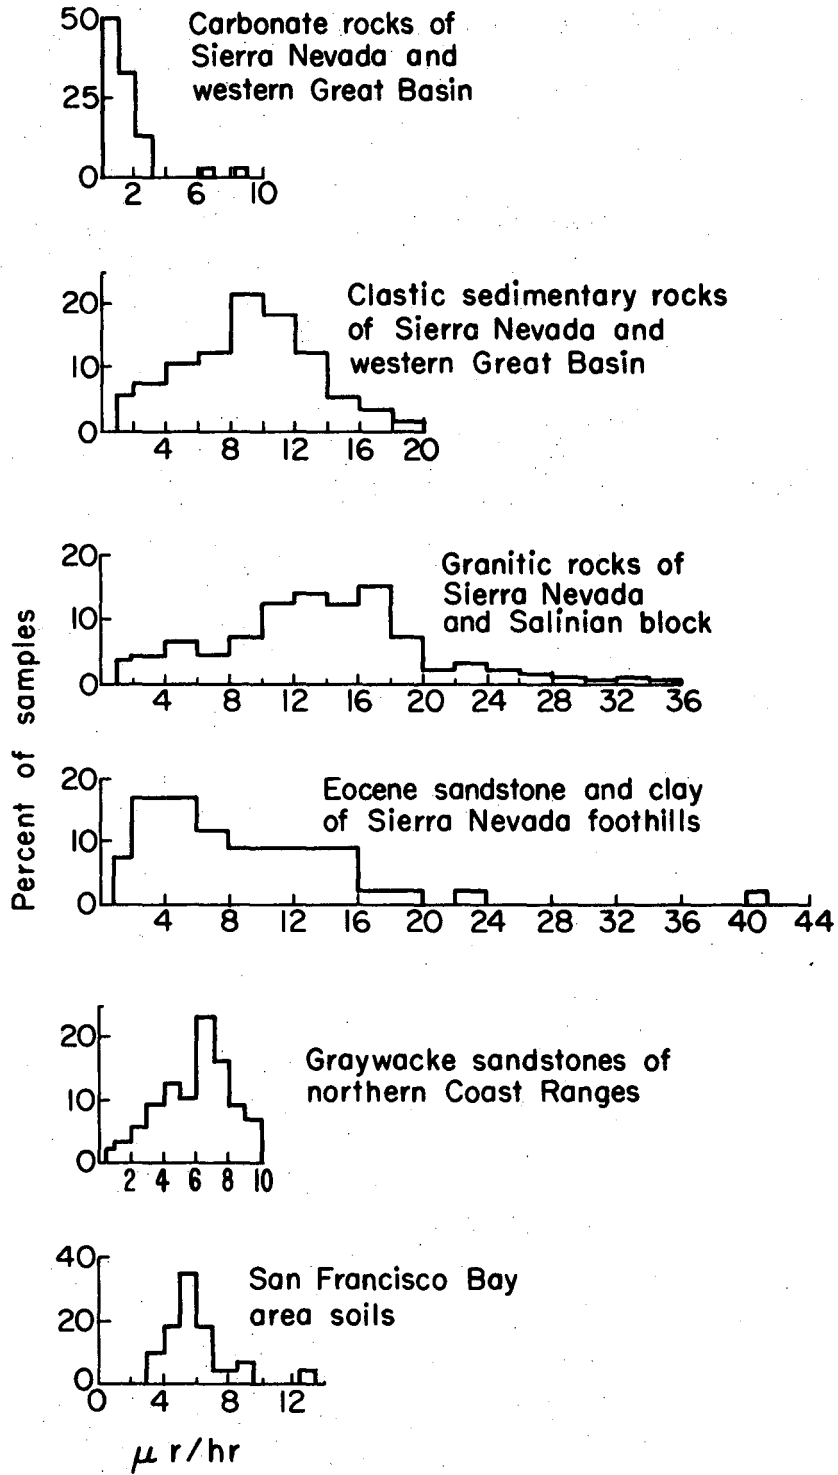 50
25
0
2 6 10
Carbonate rocks of
Sierra Nevada and
western Great Basin
20
10
0
4 8 12 16 20
Clastic sedimentary rocks
of Sierra Nevada and
western Great Basin
Percent of samples
20
10
0
4 8 12 16 20 24 28 32 36
Granitic rocks of
Sierra Nevada
and Salinian block
20
10
0
4 8 12 16 20 24 28 32 36 40 44
Eocene sandstone and clay
of Sierra Nevada foothills
20
10
0
2 4 6 8 10
Graywacke sandstones of
northern Coast Ranges
40
20
0
0 4 8 12
San Francisco Bay
area soils
μ r/hr